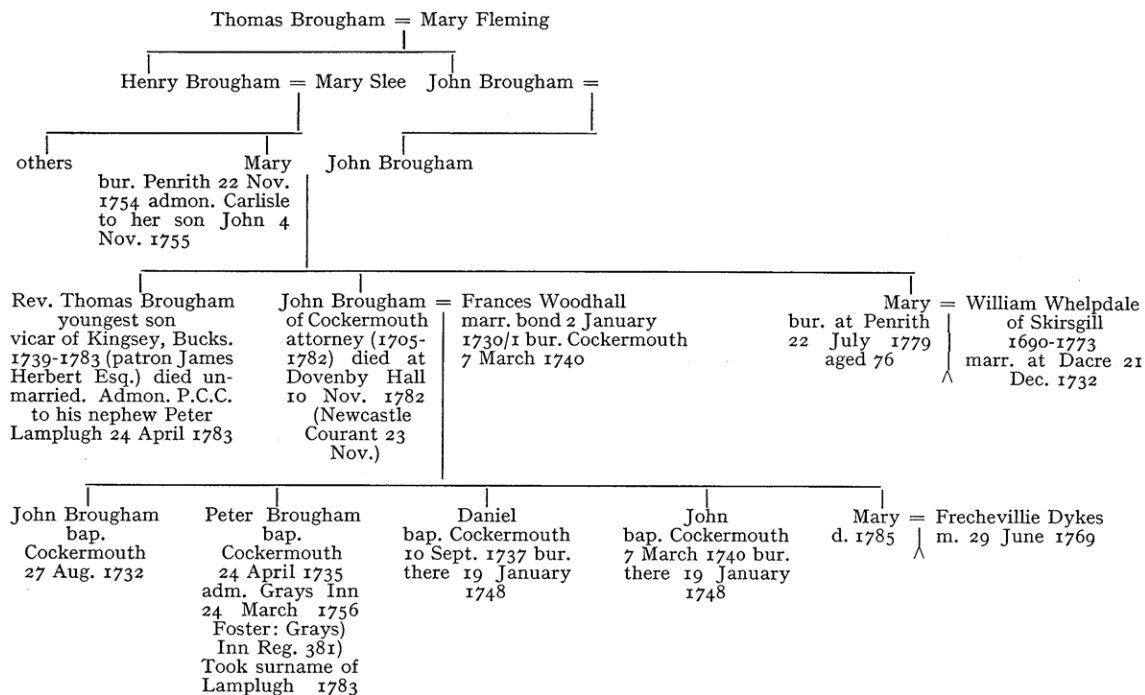 Thomas Brougham = Mary Fleming
Henry Brougham = Mary Slee
John Brougham =
others
Mary
bur. Penrith 22 Nov.
1754 admon. Carlisle
to her son John 4
Nov. 1755
John Brougham
Rev. Thomas Brougham
youngest son
vicar of Kingsey, Bucks.
1739-1783 (patron James
Herbert Esq.) died un-
married. Admon. P.C.C.
to his nephew Peter
Lamplugh 24 April 1783
John Brougham
of Cockermouth
attorney (1705-
1782) died at
Dovenby Hall
10 Nov. 1782
(Newcastle
Courant 23
Nov.)
= Frances Woodhall
marr. bond 2 January
1730/1 bur. Cockermouth
7 March 1740
Mary
bur. at Penrith
22 July 1779
aged 76
= William Whelpdale
of Skirsgill
1690-1773
marr. at Dacre 21
Dec. 1732
John Brougham
bap.
Cockermouth
27 Aug. 1732
Peter Brougham
bap.
Cockermouth
24 April 1735
adm. Grays Inn
24 March 1756
Foster: Grays)
Inn Reg. 381)
Took surname of
Lamplugh 1783
Daniel
bap. Cockermouth
10 Sept. 1737 bur.
there 19 January
1748
John
bap. Cockermouth
7 March 1740 bur.
there 19 January
1748
Mary
d. 1785
= Frechevillie Dykes
m. 29 June 1769